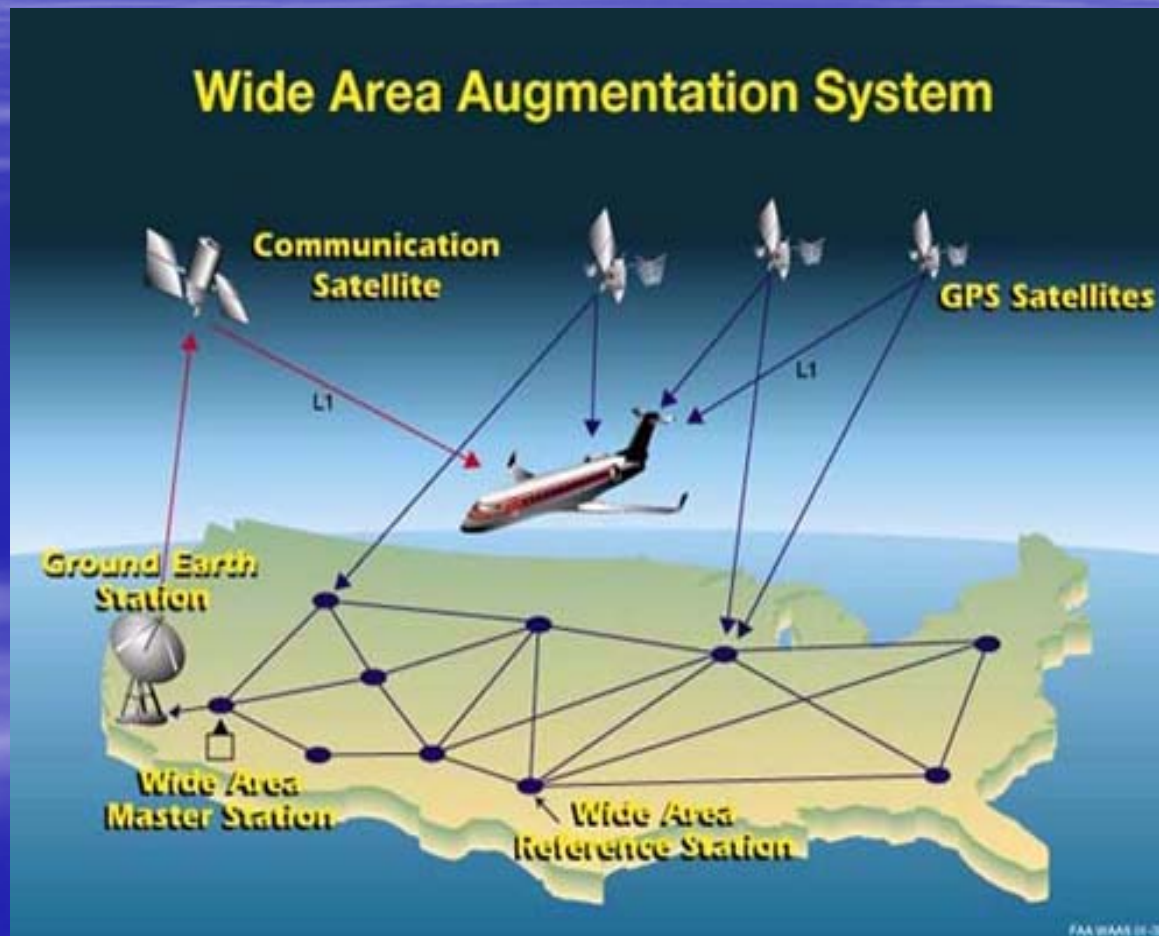 Wide Area Augmentation System
Communication
Satellite
GPS Satellites
L1
L1
Ground Earth
Station
Wide Area
Master Station
Wide Area
Reference Station